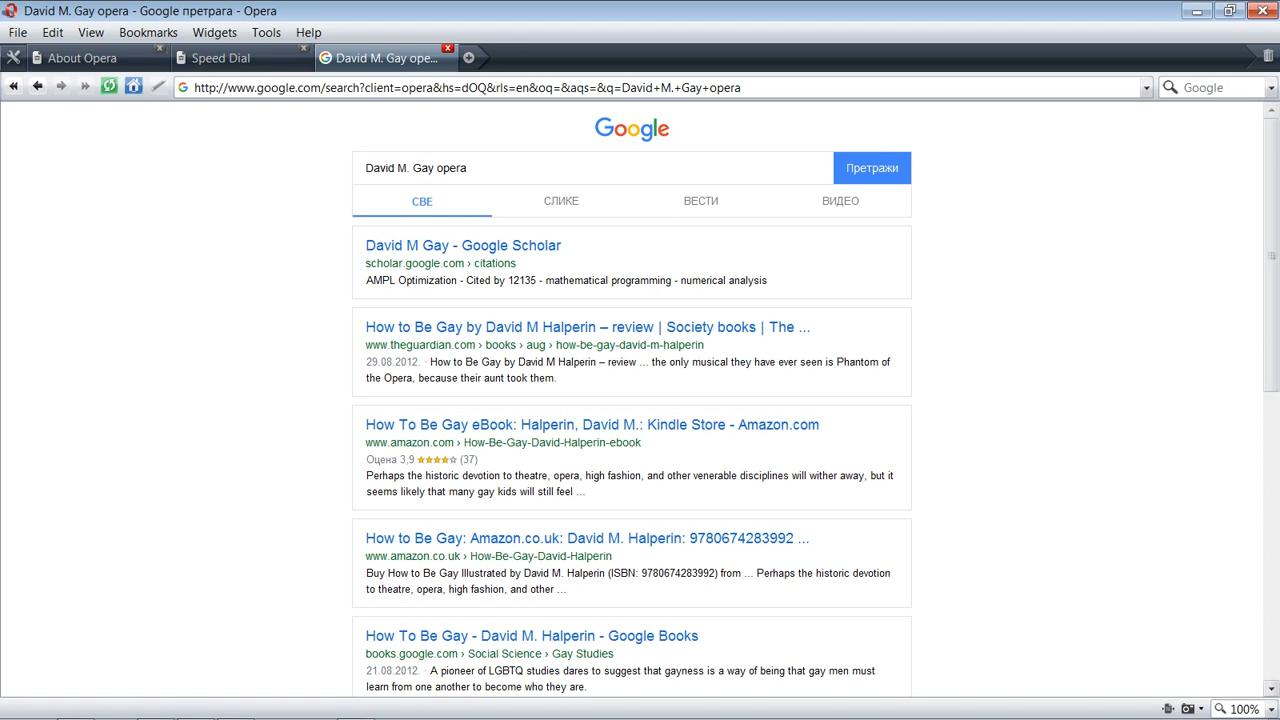 David M. Gay opera - Google претрага - Opera
File Edit View Bookmarks Widgets Tools Help
About Opera Speed Dial David M. Gay ope...
http://www.google.com/search?client=opera&hs=dOQ&rls=en&oq=&aqs=&q=David+M.+Gay+opera Google
Google
David M. Gay opera Претражи
СВЕ СЛИКЕ ВЕСТИ ВИДЕО
David M Gay - Google Scholar
scholar.google.com › citations
AMPL Optimization - Cited by 12135 - mathematical programming - numerical analysis
How to Be Gay by David M Halperin – review | Society books | The ...
www.theguardian.com › books › aug › how-be-gay-david-m-halperin
29.08.2012. · How to Be Gay by David M Halperin – review ... the only musical they have ever seen is Phantom of
the Opera, because their aunt took them.
How To Be Gay eBook: Halperin, David M.: Kindle Store - Amazon.com
www.amazon.com › How-Be-Gay-David-Halperin-ebook
Оцена 3,9 ★★★★☆ (37)
Perhaps the historic devotion to theatre, opera, high fashion, and other venerable disciplines will wither away, but it
seems likely that many gay kids will still feel ...
How to Be Gay: Amazon.co.uk: David M. Halperin: 9780674283992 ...
www.amazon.co.uk › How-Be-Gay-David-Halperin
Buy How to Be Gay Illustrated by David M. Halperin (ISBN: 9780674283992) from ... Perhaps the historic devotion
to theatre, opera, high fashion, and other ...
How To Be Gay - David M. Halperin - Google Books
books.google.com › Social Science › Gay Studies
21.08.2012. · A pioneer of LGBTQ studies dares to suggest that gayness is a way of being that gay men must
learn from one another to become who they are.
100%